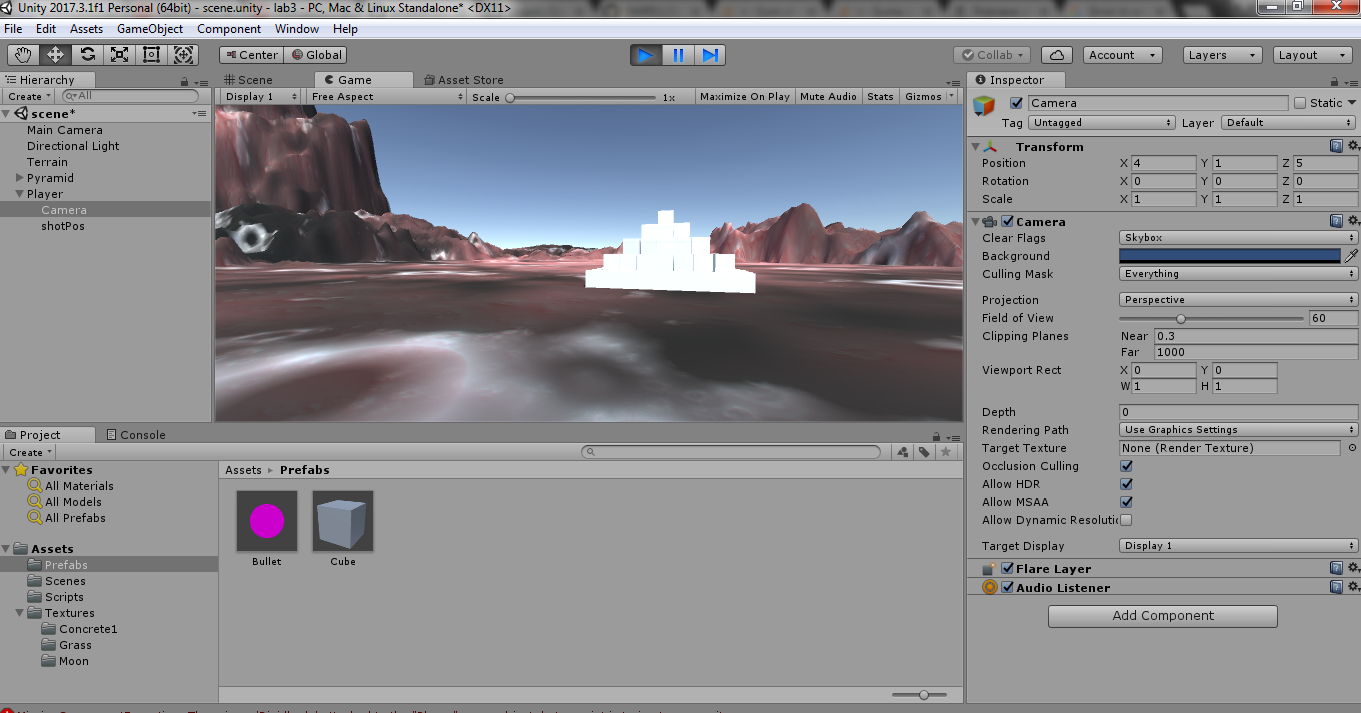 Unity 2017.3.1f1 Personal (64bit) - scene.unity - lab3 - PC, Mac & Linux Standalone* <DX11>
File Edit Assets GameObject Component Window Help
Center Global Collab Account Layers Layout
Hierarchy
Create All
scene*
Main Camera
Directional Light
Terrain
Pyramid
Player
Camera
shotPos
Scene Game Asset Store
Display 1 Free Aspect Scale 1x Maximize On Play Mute Audio Stats Gizmos
Inspector
Camera Static
Tag Untagged Layer Default
Transform
Position X 4 Y 1 Z 5
Rotation X 0 Y 0 Z 0
Scale X 1 Y 1 Z 1
Camera
Clear Flags Skybox
Background
Culling Mask Everything
Projection Perspective
Field of View 60
Clipping Planes Near 0.3
Far 1000
Viewport Rect X 0 Y 0
W 1 H 1
Depth 0
Rendering Path Use Graphics Settings
Target Texture None (Render Texture)
Occlusion Culling
Allow HDR
Allow MSAA
Allow Dynamic Resolutic
Target Display Display 1
Flare Layer
Audio Listener
Add Component
Project Console
Create
Favorites
All Materials
All Models
All Prefabs
Assets
Prefabs
Scenes
Scripts
Textures
Concrete1
Grass
Moon
Assets Prefabs
Bullet Cube